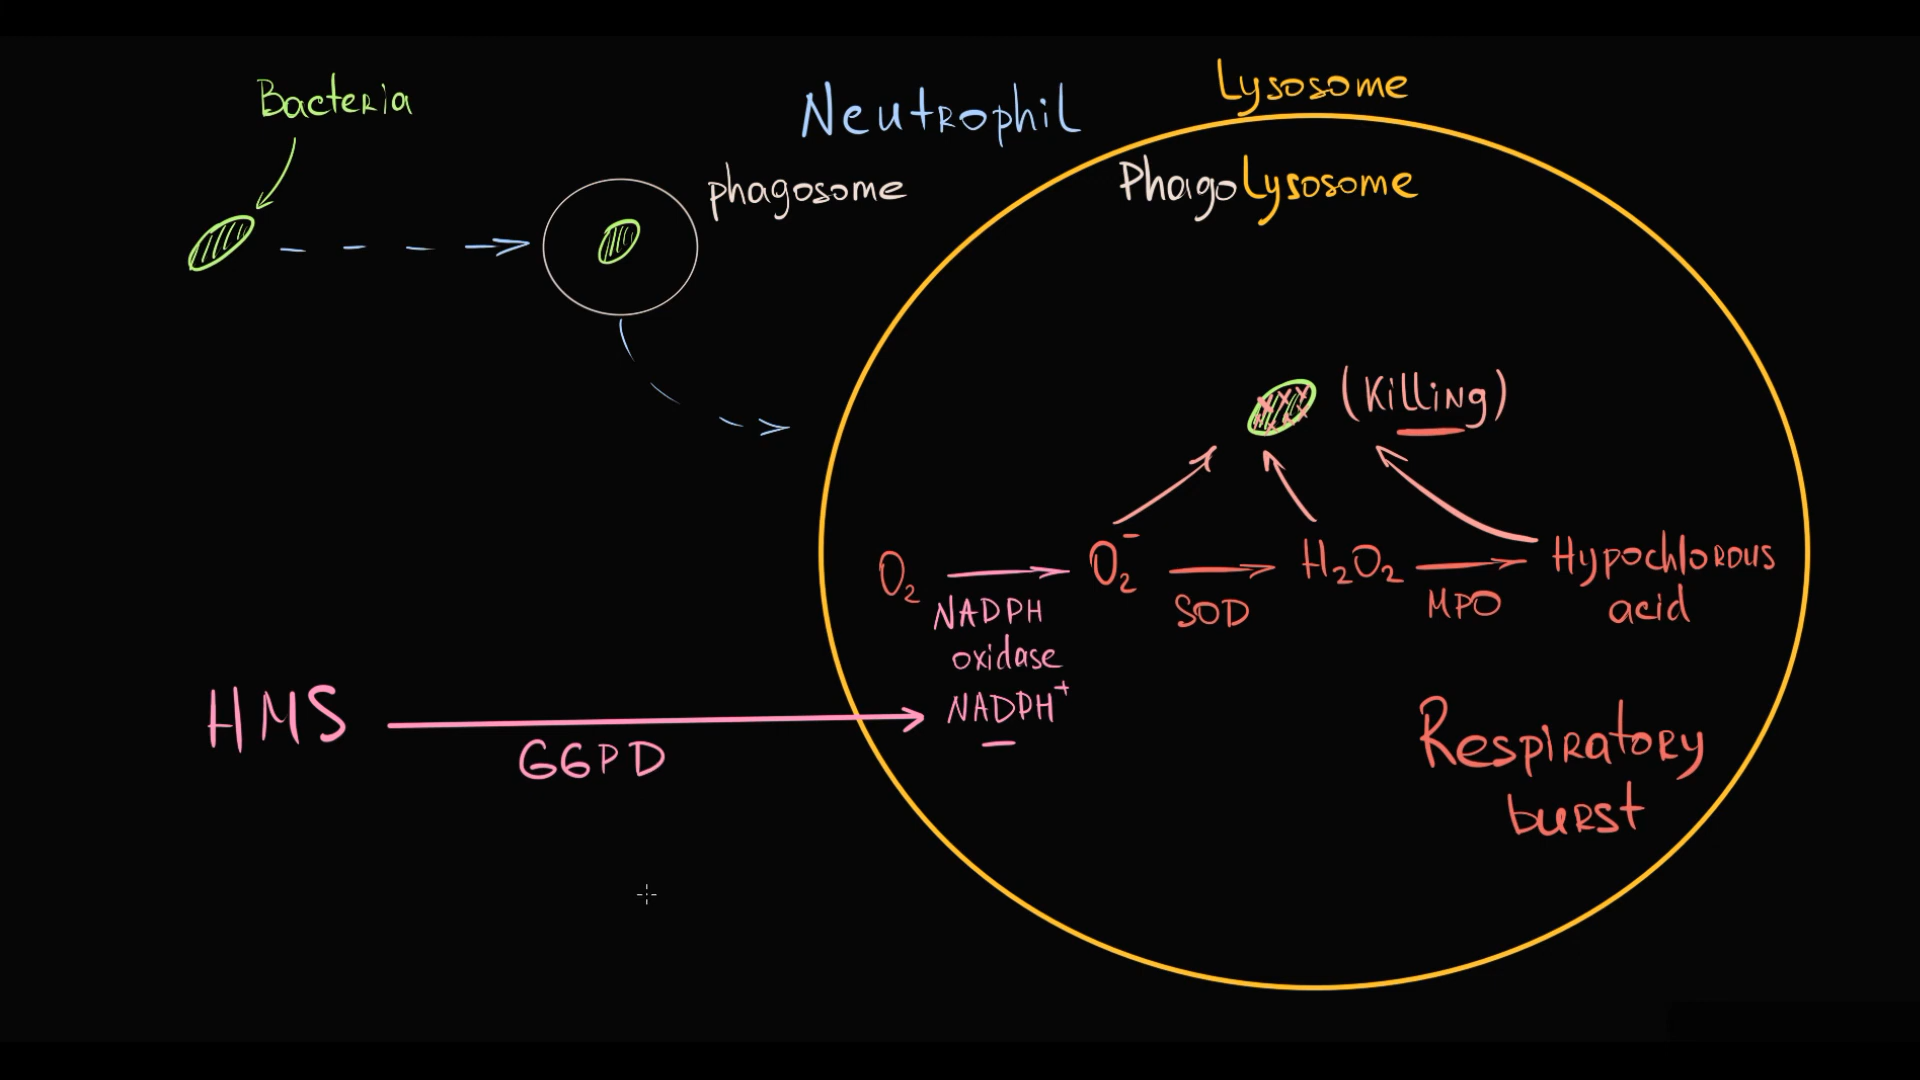 Bacteria
Neutrophil
Lysosome
phagosome
PhagoLysosome
(Killing)
O₂
O₂⁻
H₂O₂
Hypochlorous
acid
NADPH
oxidase
NADPH⁺
SOD
MPO
HMS
G6PD
Respiratory
burst